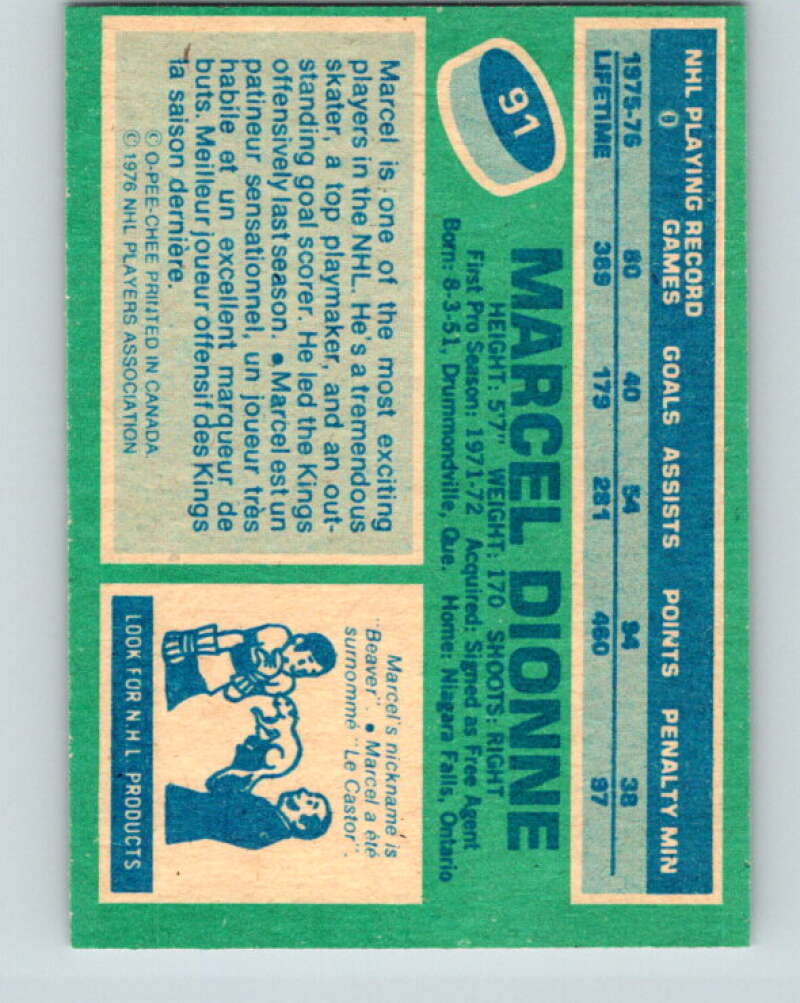 NHL PLAYING RECORD
GAMES GOALS ASSISTS POINTS PENALTY MIN
1975-76 80 40 54 94 38
LIFETIME 389 179 281 460 97
91
MARCEL DIONNE
HEIGHT: 5'7" WEIGHT: 170 SHOOTS: RIGHT
First Pro Season: 1971-72 Acquired: Signed as Free Agent
Born: 8-3-51, Drummondville, Que. Home: Niagara Falls, Ontario
Marcel is one of the most exciting
players in the NHL. He's a tremendous
skater, a top playmaker, and an out-
standing goal scorer. He led the Kings
offensively last season. • Marcel est un
patineur sensationnel, un joueur très
habile et un excellent marqueur de
buts. Meilleur joueur offensif des Kings
la saison dernière.
© O-PEE-CHEE PRINTED IN CANADA
© 1976 NHL PLAYERS ASSOCIATION
Marcel's nickname is
"Beaver". • Marcel a été
surnommé "Le Castor".
LOOK FOR N.H.L. PRODUCTS